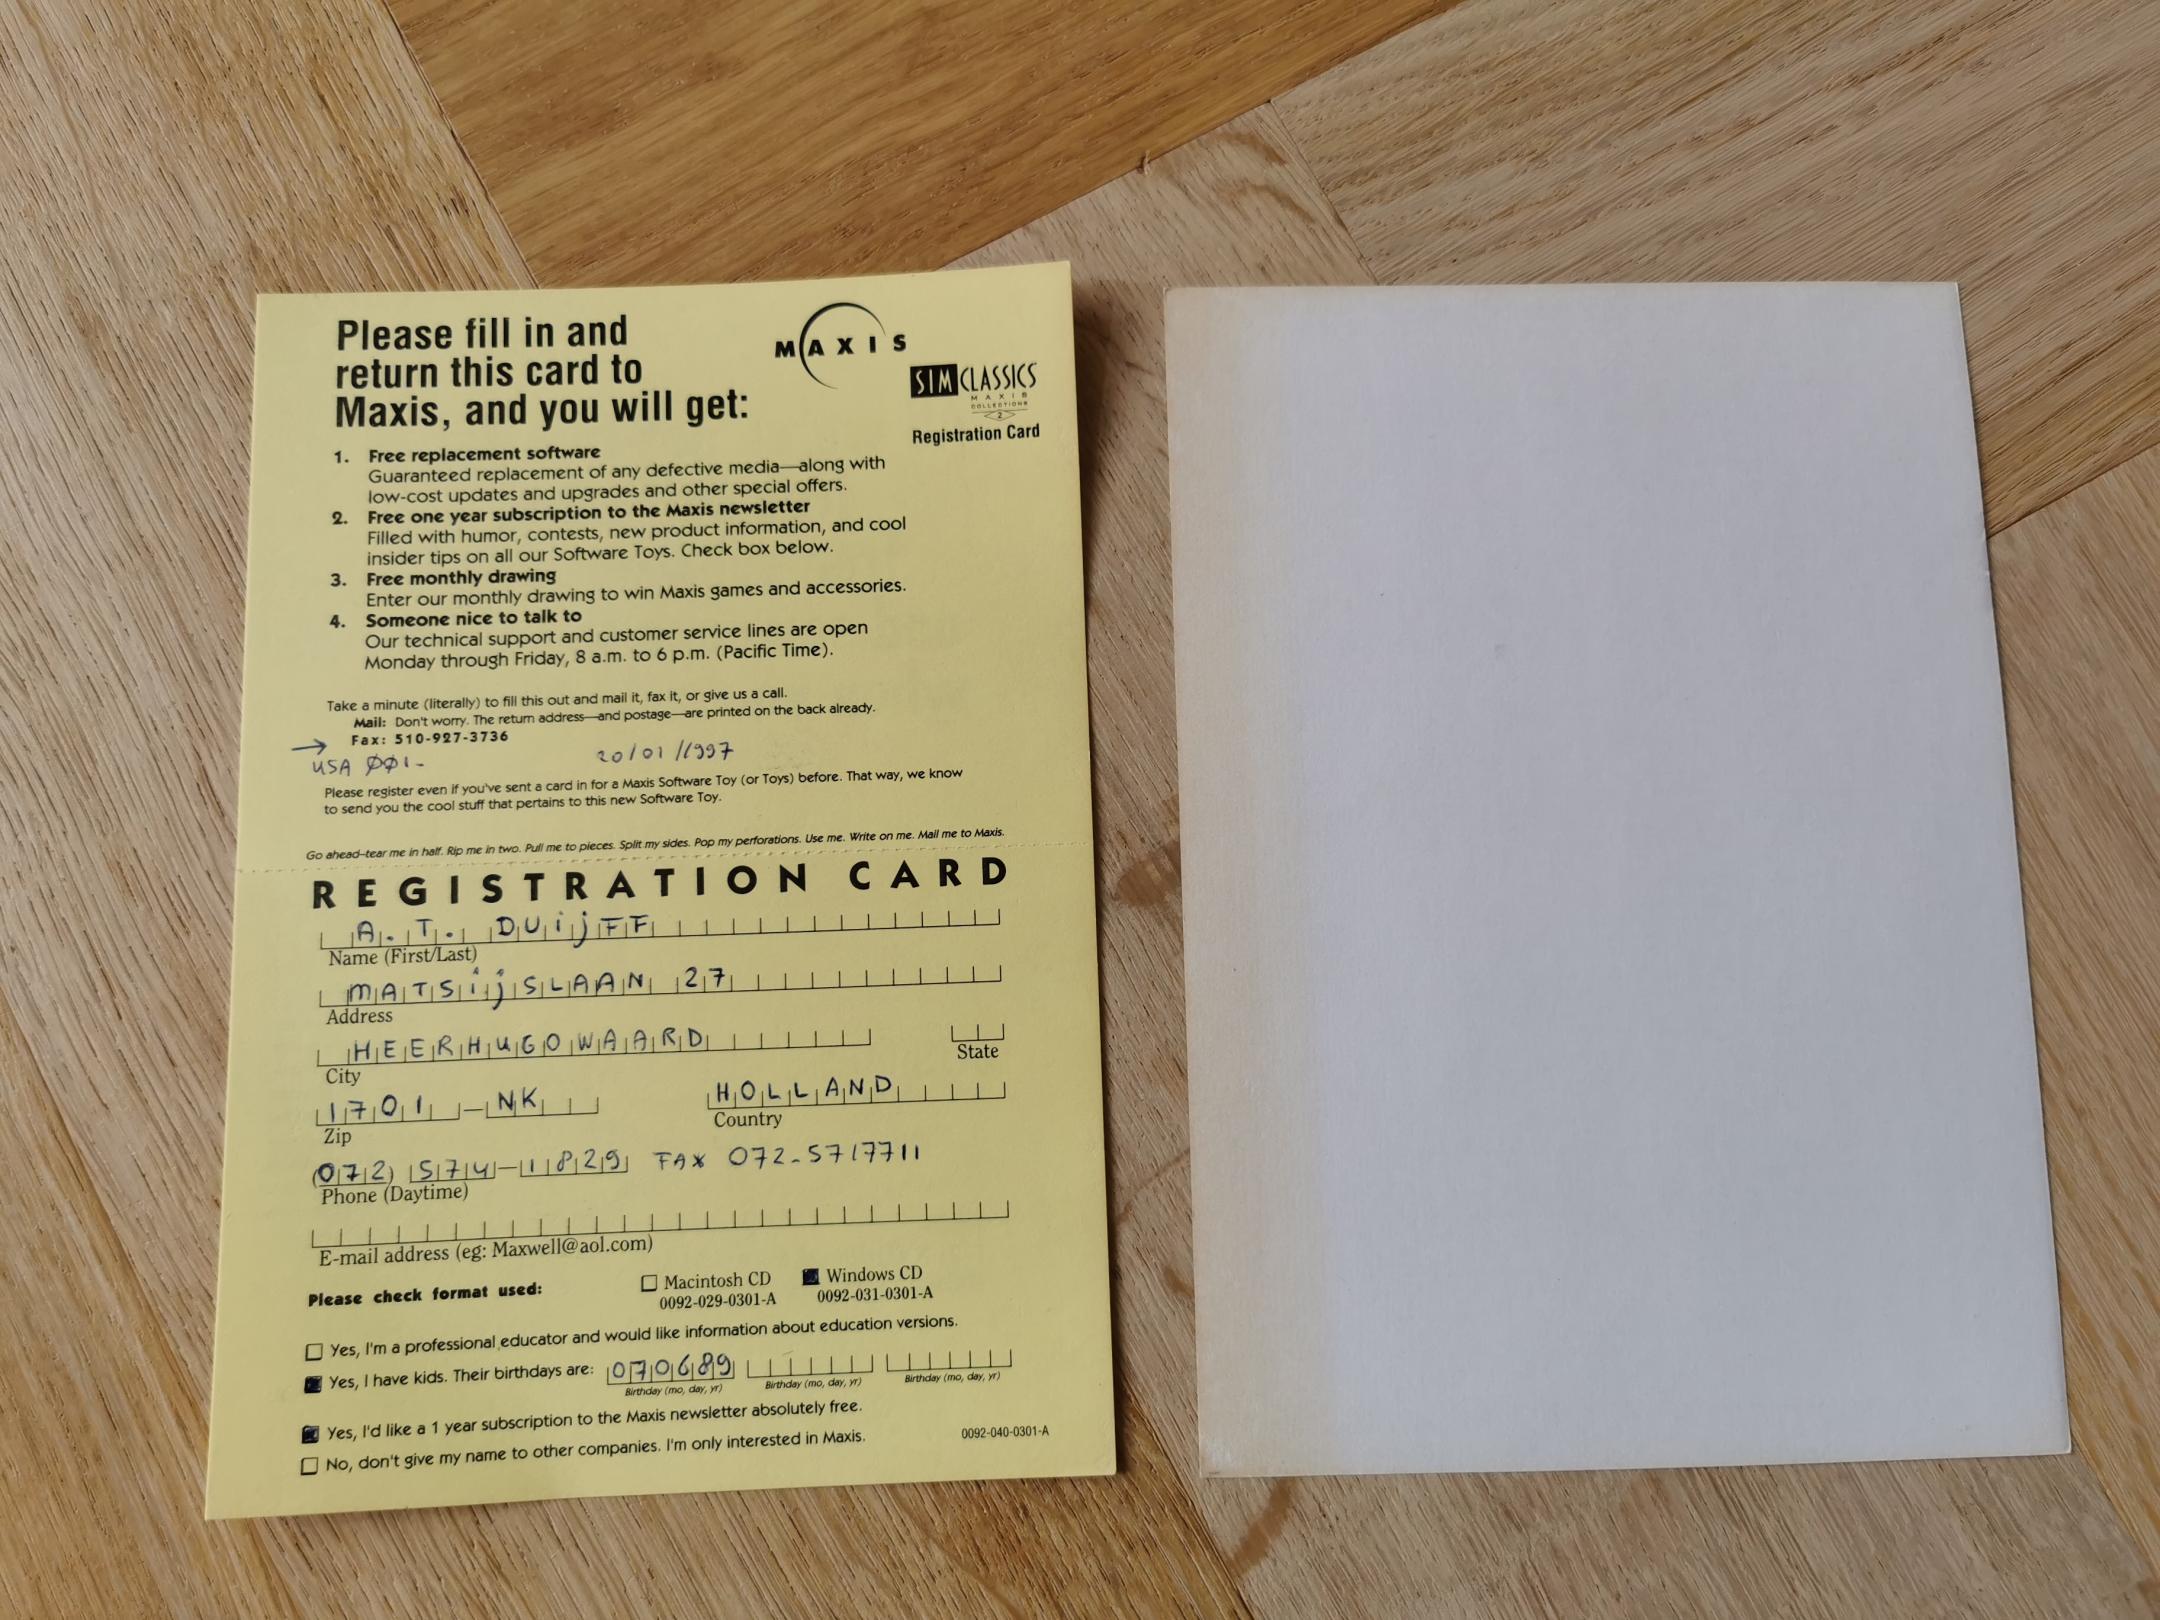 Please fill in and
return this card to
Maxis, and you will get:
MAXIS
SIMCLASSICS
MAXIS
COLLECTIONS
2
Registration Card
1. Free replacement software
Guaranteed replacement of any defective media—along with
low-cost updates and upgrades and other special offers.
2. Free one year subscription to the Maxis newsletter
Filled with humor, contests, new product information, and cool
insider tips on all our Software Toys. Check box below.
3. Free monthly drawing
Enter our monthly drawing to win Maxis games and accessories.
4. Someone nice to talk to
Our technical support and customer service lines are open
Monday through Friday, 8 a.m. to 6 p.m. (Pacific Time).
Take a minute (literally) to fill this out and mail it, fax it, or give us a call.
Mail: Don't worry. The return address—and postage—are printed on the back already.
→ Fax: 510-927-3736
USA 001- 20/01/1997
Please register even if you've sent a card in for a Maxis Software Toy (or Toys) before. That way, we know
to send you the cool stuff that pertains to this new Software Toy.
Go ahead–tear me in half. Rip me in two. Pull me to pieces. Split my sides. Pop my perforations. Use me. Write on me. Mail me to Maxis.
REGISTRATION CARD
A. T. DUijFF
Name (First/Last)
MATSijSLAAN 27
Address
HEERHUGOWAARD
City State
1701 – NK HOLLAND
Zip Country
(072) 574–1829 FAX 072-5717711
Phone (Daytime)
E-mail address (eg: Maxwell@aol.com)
Please check format used: Macintosh CD Windows CD
0092-029-0301-A 0092-031-0301-A
Yes, I'm a professional educator and would like information about education versions.
Yes, I have kids. Their birthdays are: 070689
Birthday (mo, day, yr) Birthday (mo, day, yr) Birthday (mo, day, yr)
Yes, I'd like a 1 year subscription to the Maxis newsletter absolutely free.
No, don't give my name to other companies. I'm only interested in Maxis. 0092-040-0301-A